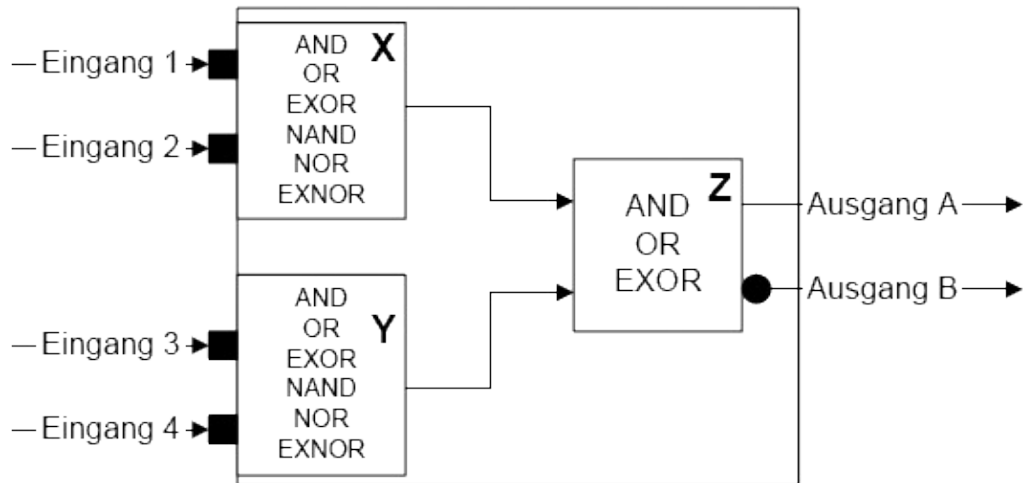 Eingang 1
Eingang 2
AND X
OR
EXOR
NAND
NOR
EXNOR
Eingang 3
Eingang 4
AND
OR Y
EXOR
NAND
NOR
EXNOR
AND Z
OR
EXOR
Ausgang A
Ausgang B